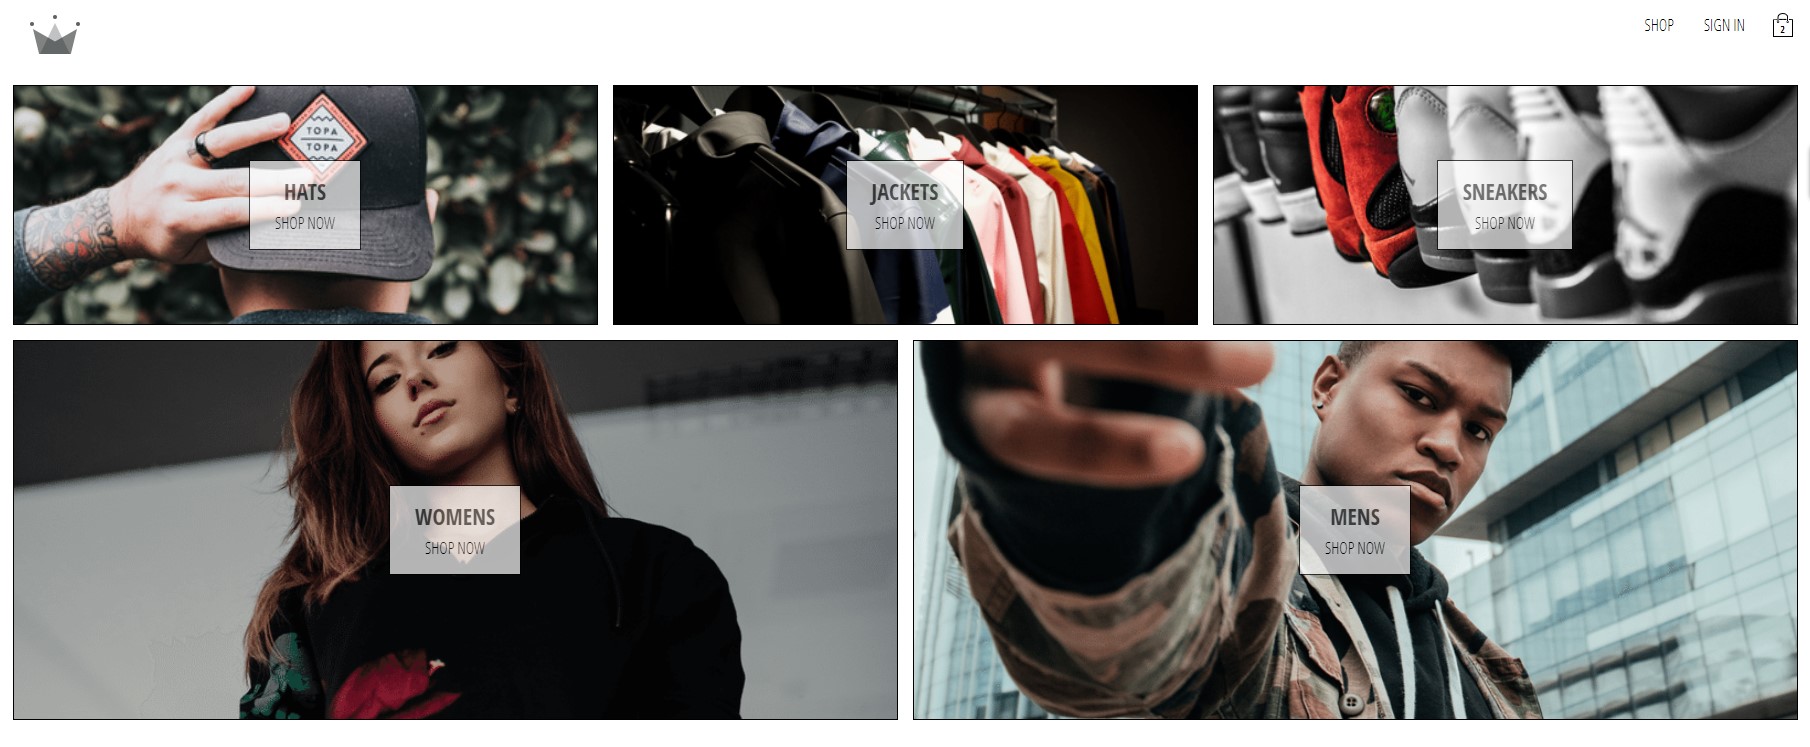 SHOP
SIGN IN
2
TOPA
TOPA
HATS
SHOP NOW
JACKETS
SHOP NOW
SNEAKERS
SHOP NOW
WOMENS
SHOP NOW
MENS
SHOP NOW